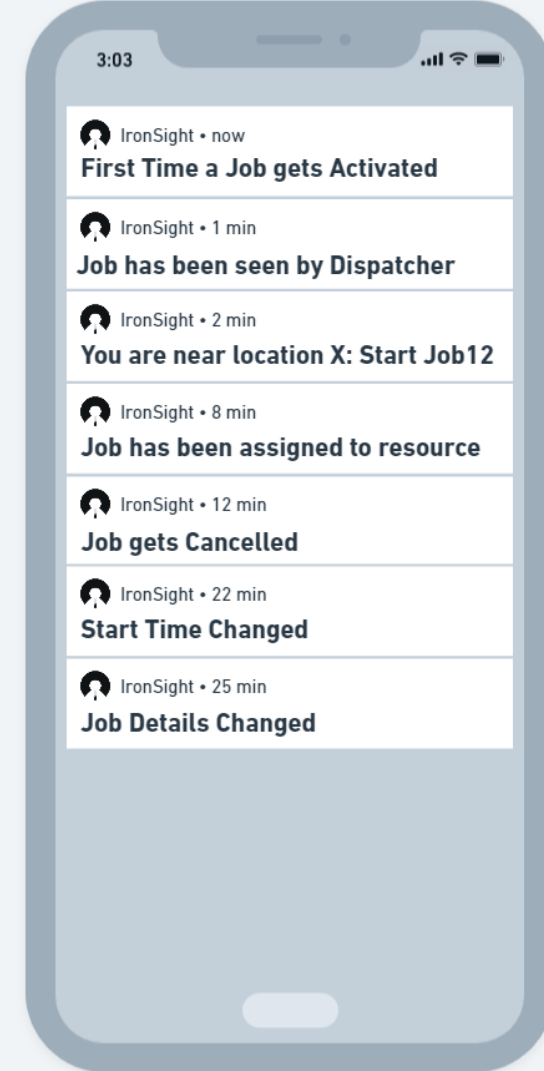 3:03
IronSight • now
First Time a Job gets Activated
IronSight • 1 min
Job has been seen by Dispatcher
IronSight • 2 min
You are near location X: Start Job12
IronSight • 8 min
Job has been assigned to resource
IronSight • 12 min
Job gets Cancelled
IronSight • 22 min
Start Time Changed
IronSight • 25 min
Job Details Changed